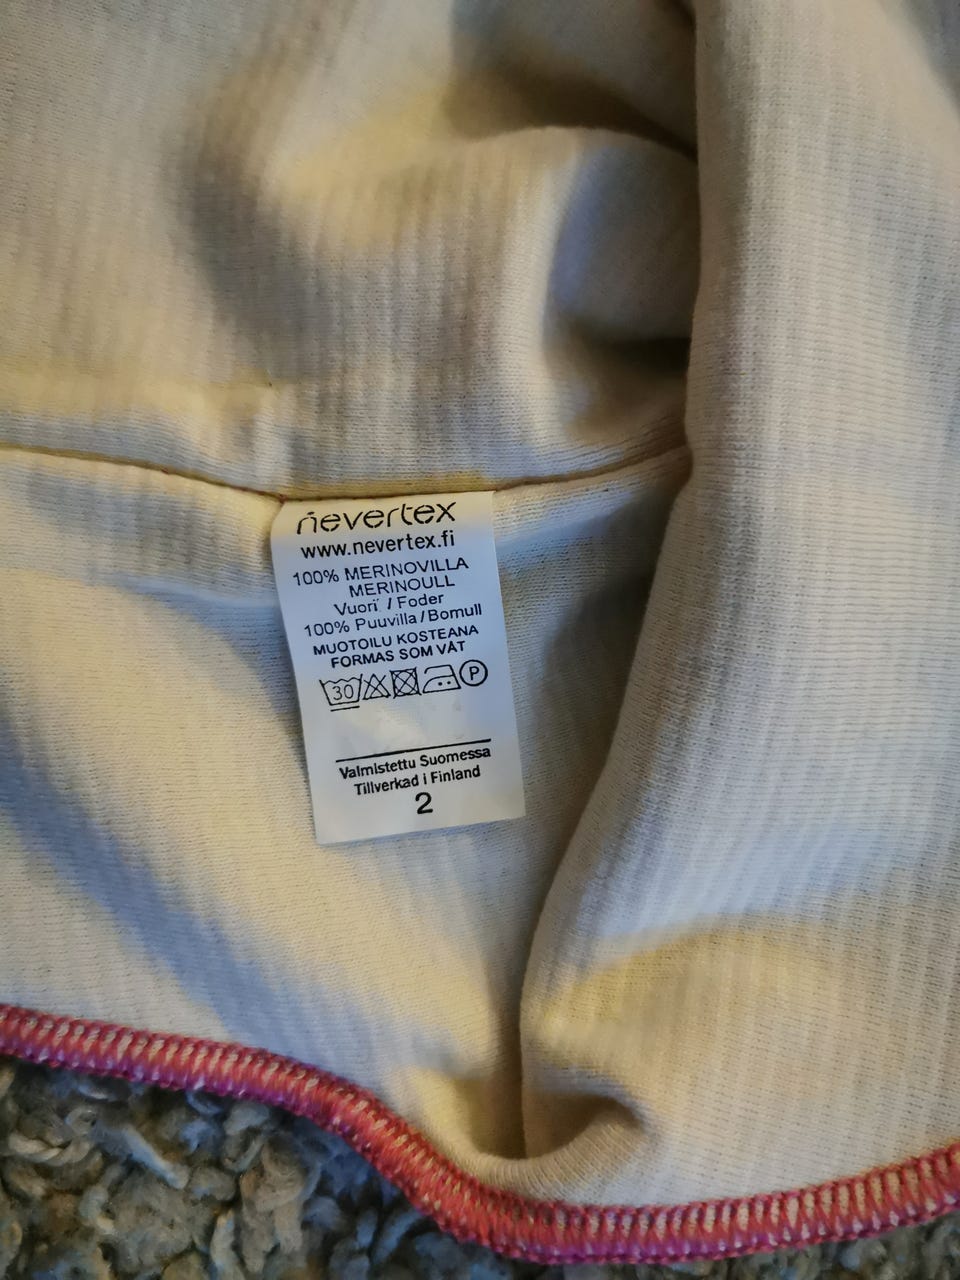 nevertex
www.nevertex.fi
100% MERINOVILLA
MERINOULL
Vuori / Foder
100% Puuvilla/Bomull
MUOTOILU KOSTEANA
FORMAS SOM VÅT
30 P
Valmistettu Suomessa
Tillverkad i Finland
2